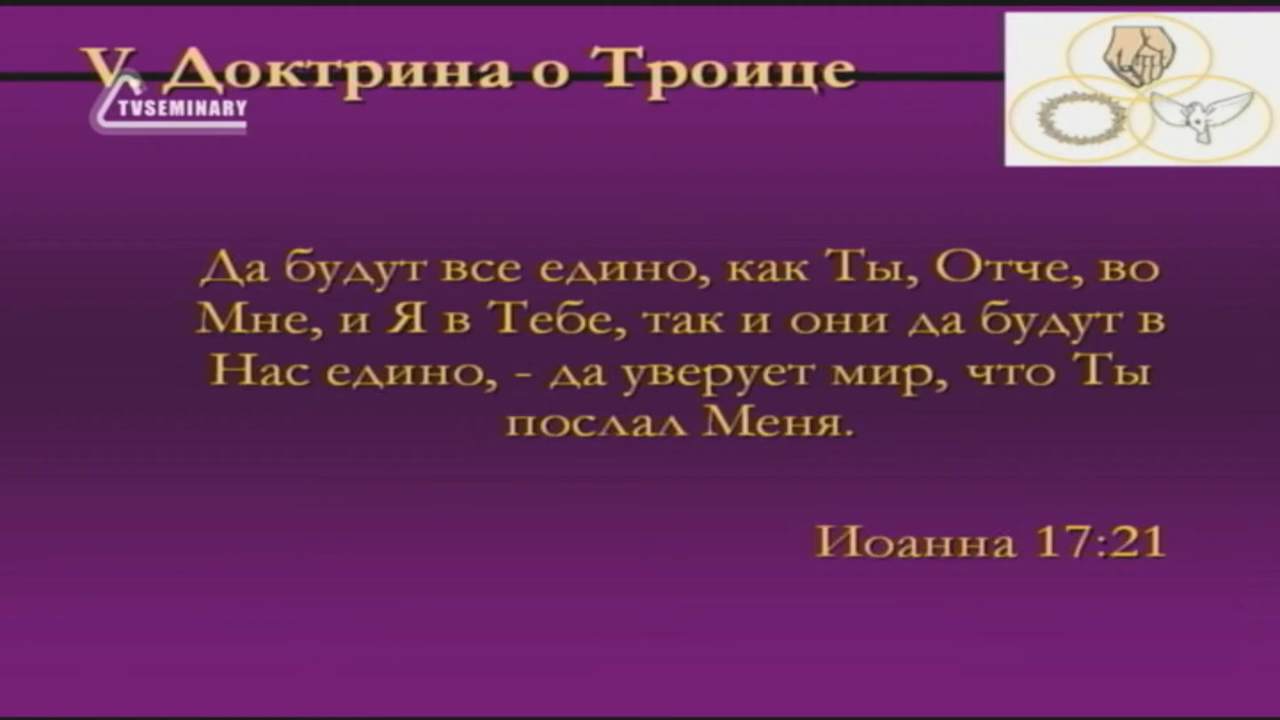 V. Доктрина о Троице
TVSEMINARY
Да будут все едино, как Ты, Отче, во
Мне, и Я в Тебе, так и они да будут в
Нас едино, - да уверует мир, что Ты
послал Меня.
Иоанна 17:21